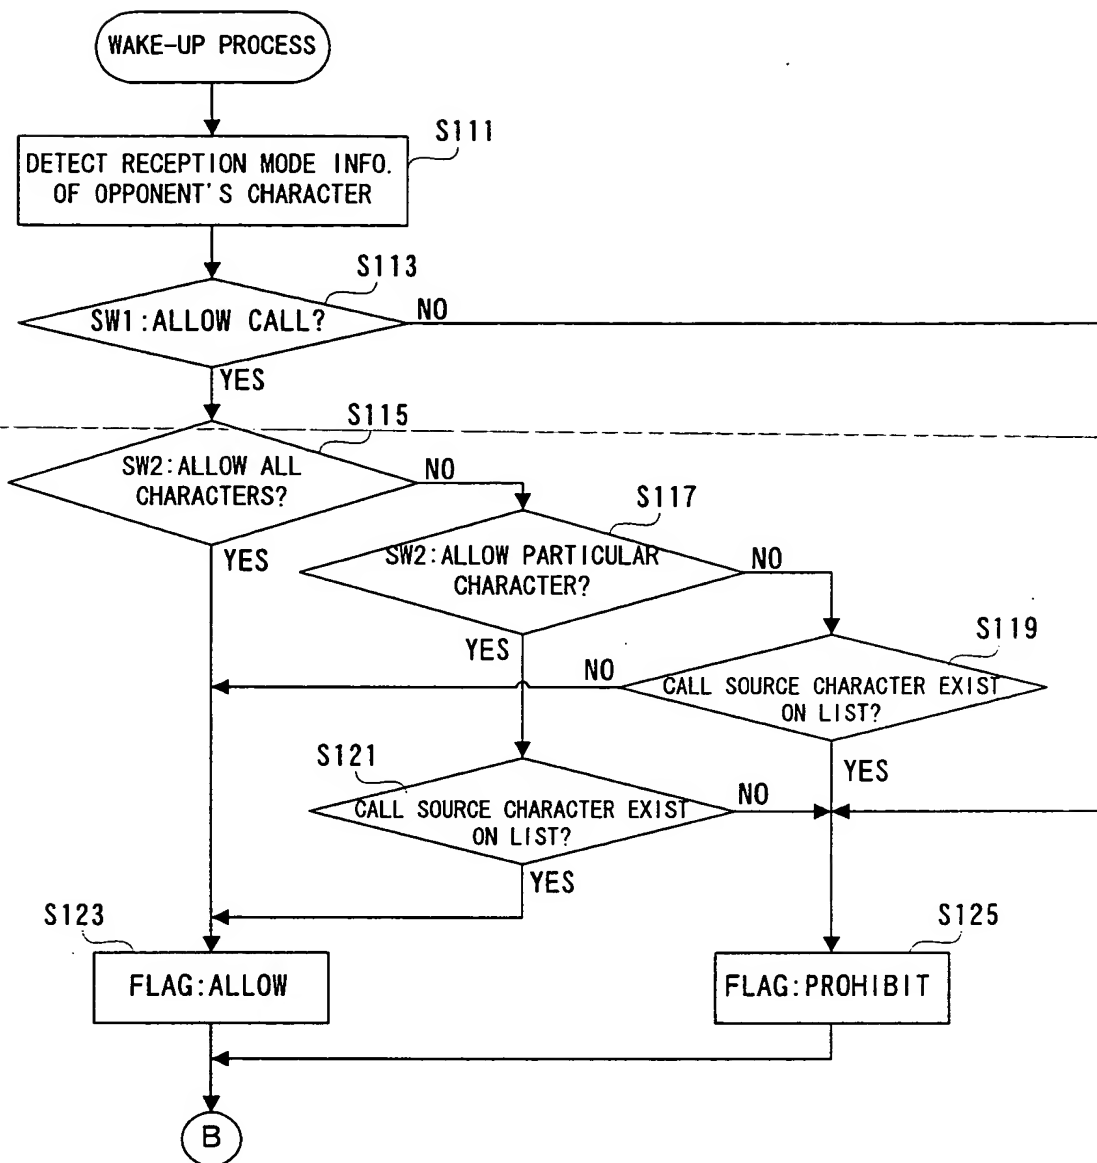 WAKE-UP PROCESS
S111
DETECT RECEPTION MODE INFO.
OF OPPONENT'S CHARACTER
S113
SW1:ALLOW CALL?
NO
YES
S115
SW2:ALLOW ALL
CHARACTERS?
NO
YES
S117
SW2:ALLOW PARTICULAR
CHARACTER?
NO
YES
S119
CALL SOURCE CHARACTER EXIST
ON LIST?
NO
YES
S121
CALL SOURCE CHARACTER EXIST
ON LIST?
NO
YES
S123
FLAG:ALLOW
S125
FLAG:PROHIBIT
B